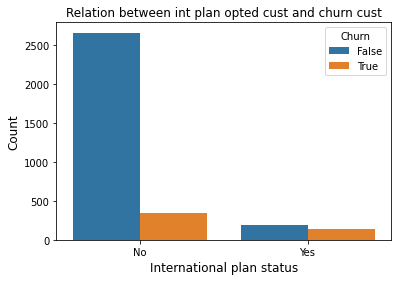 Relation between int plan opted cust and churn cust
Churn
False
True
2500
2000
1500
1000
500
0
Count
No
Yes
International plan status